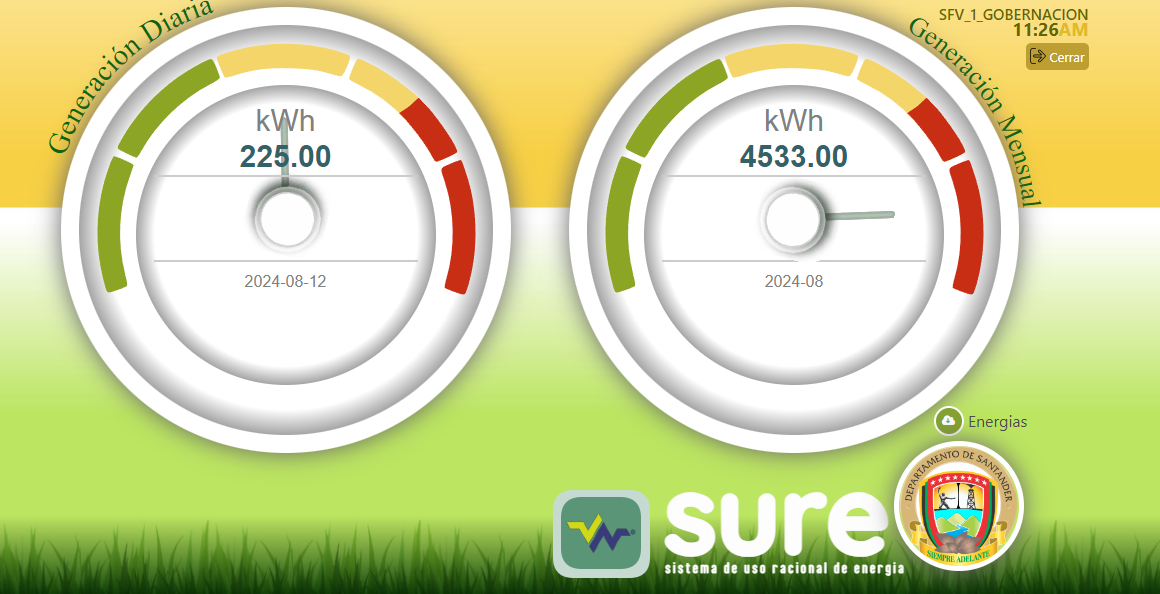 Generación Diaria
kWh
225.00
2024-08-12
Generación Mensual
kWh
4533.00
2024-08
SFV_1_GOBERNACION
11:26AM
Cerrar
Energias
sure
sistema de uso racional de energia
DEPARTAMENTO DE SANTANDER
SIEMPRE ADELANTE